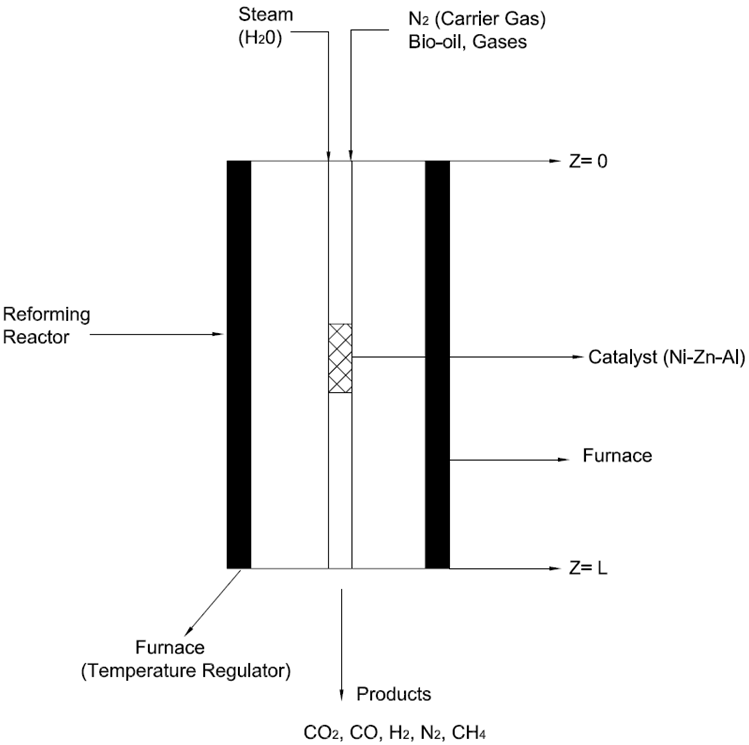 Steam
(H20)
N2 (Carrier Gas)
Bio-oil, Gases
Z= 0
Reforming
Reactor
Catalyst (Ni-Zn-Al)
Furnace
Z= L
Furnace
(Temperature Regulator)
Products
CO2, CO, H2, N2, CH4